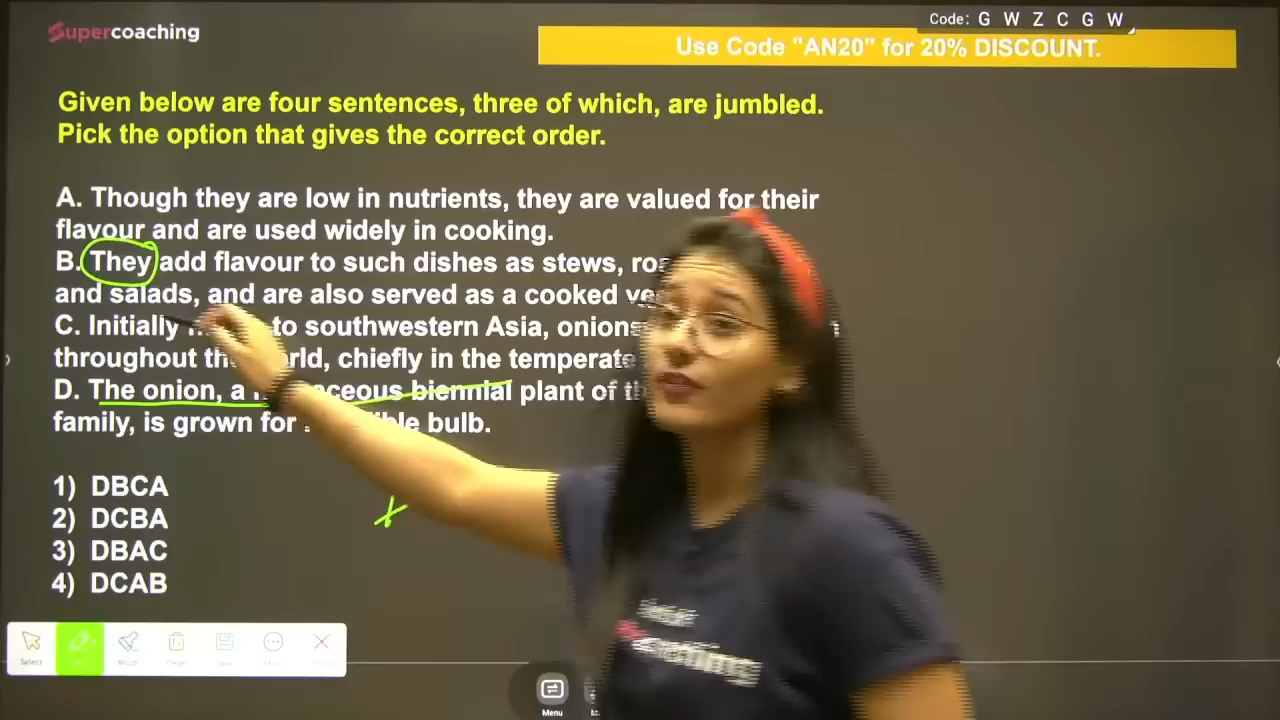 Supercoaching
Code: G W Z C G W
Use Code "AN20" for 20% DISCOUNT.
Given below are four sentences, three of which, are jumbled.
Pick the option that gives the correct order.
A. Though they are low in nutrients, they are valued for their
flavour and are used widely in cooking.
B. They add flavour to such dishes as stews,
and salads, and are also served as a cooked
C. Initially to southwestern Asia, onions
throughout the chiefly in the temperate
D. The onion, a biennial plant of
family, is grown for bulb.
1) DBCA
2) DCBA
3) DBAC
4) DCAB
Select
Menu